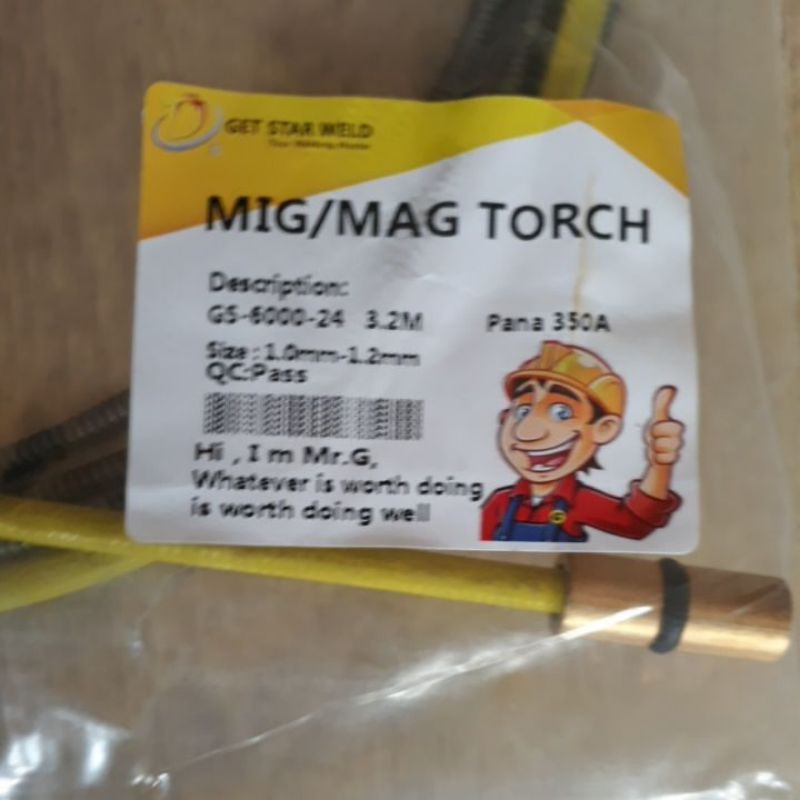 GET STAR WELD
MIG/MAG TORCH
Description:
GS-6000-24 3.2M Pana 350A
Size : 1.0mm-1.2mm
QC:Pass
Hi , I m Mr.G,
Whatever is worth doing
is worth doing well